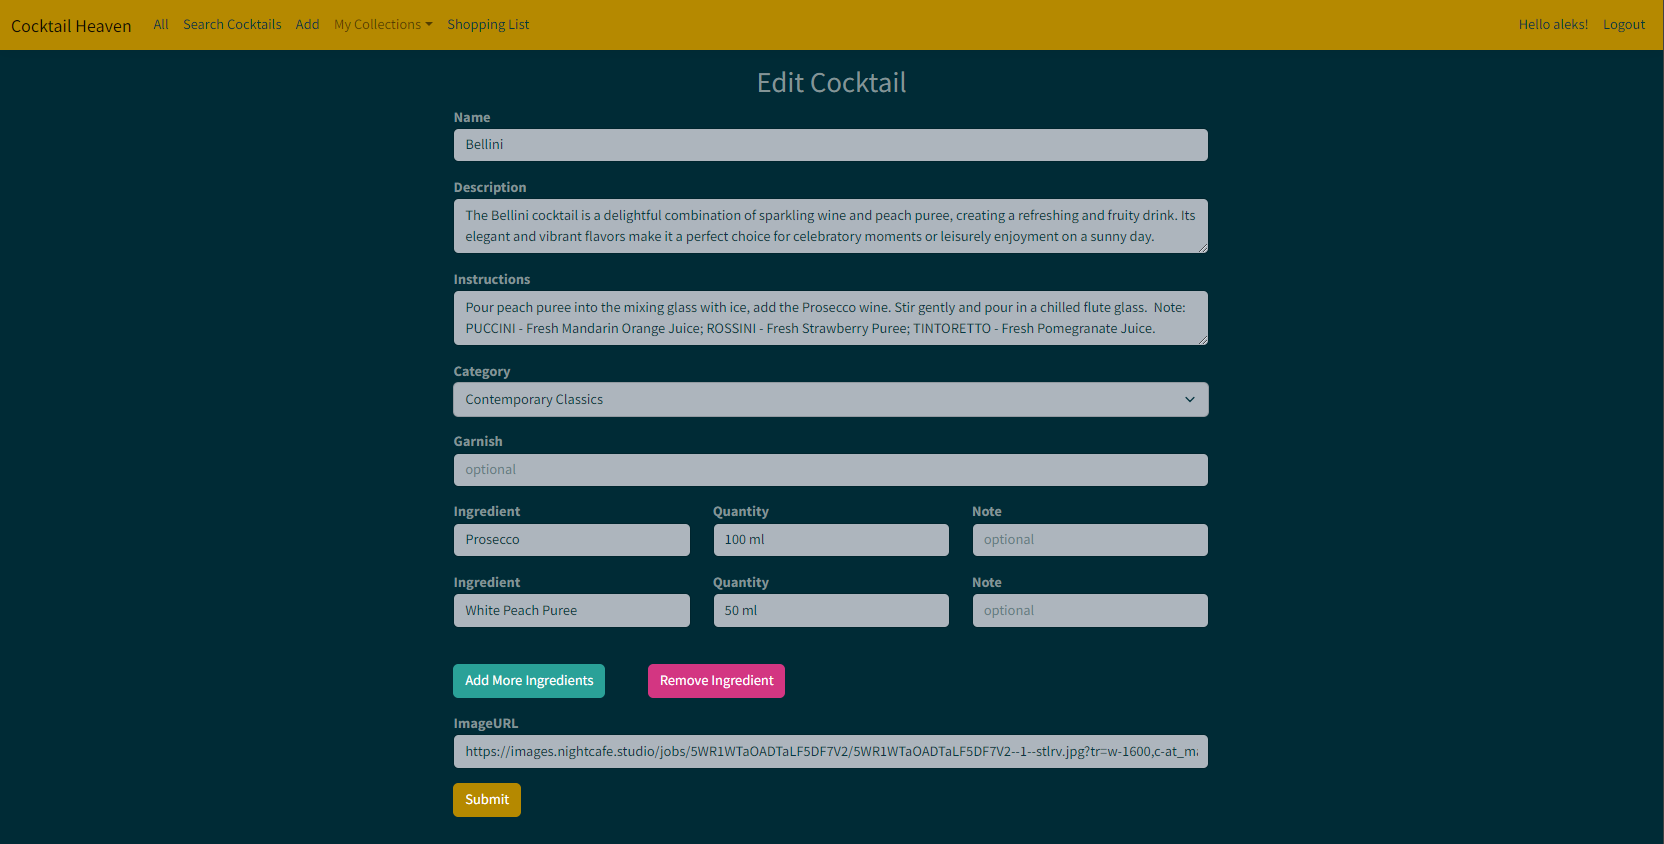 Cocktail Heaven All Search Cocktails Add My Collections Shopping List Hello aleks! Logout
Edit Cocktail
Name
Bellini
Description
The Bellini cocktail is a delightful combination of sparkling wine and peach puree, creating a refreshing and fruity drink. Its
elegant and vibrant flavors make it a perfect choice for celebratory moments or leisurely enjoyment on a sunny day.
Instructions
Pour peach puree into the mixing glass with ice, add the Prosecco wine. Stir gently and pour in a chilled flute glass.  Note:
PUCCINI - Fresh Mandarin Orange Juice; ROSSINI - Fresh Strawberry Puree; TINTORETTO - Fresh Pomegranate Juice.
Category
Contemporary Classics
Garnish
optional
Ingredient Quantity Note
Prosecco 100 ml optional
Ingredient Quantity Note
White Peach Puree 50 ml optional
Add More Ingredients Remove Ingredient
ImageURL
https://images.nightcafe.studio/jobs/5WR1WTaOADTaLF5DF7V2/5WR1WTaOADTaLF5DF7V2--1--stlrv.jpg?tr=w-1600,c-at_ma
Submit